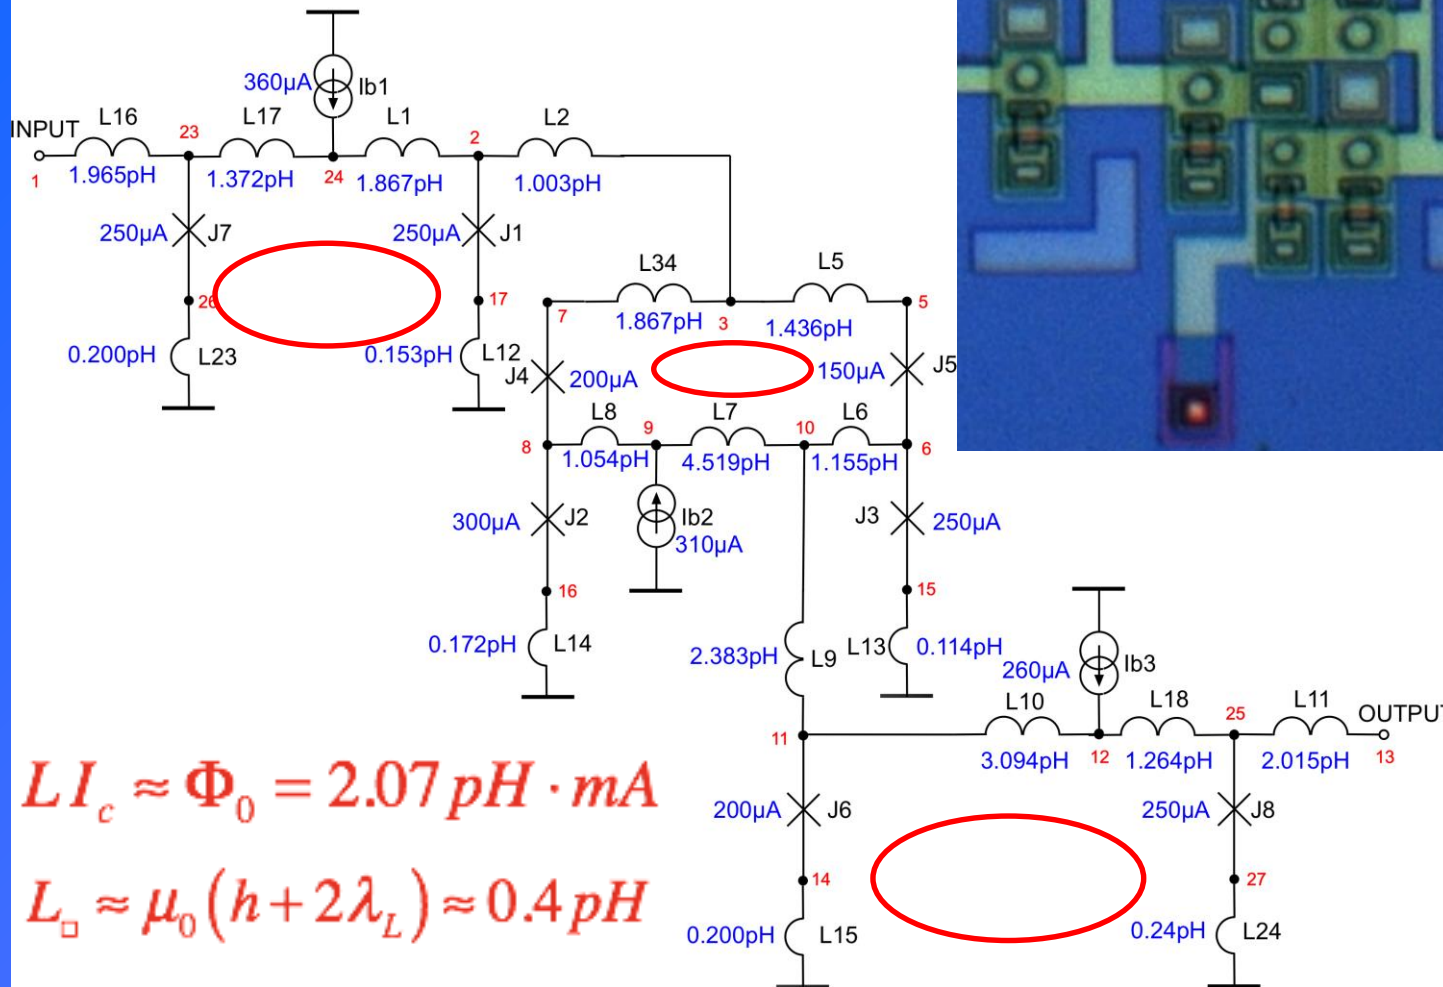 360µA Ib1
L16 L17 L1 L2
INPUT 23 2
1 1.965pH 1.372pH 24 1.867pH 1.003pH
250µA J7 250µA J1
L34 L5
26 17 7 1.867pH 3 1.436pH 5
0.200pH L23 0.153pH L12 J4 200µA 150µA J5
L8 L7 L6
8 9 10 6
1.054pH 4.519pH 1.155pH
300µA J2 Ib2 J3 250µA
310µA
16 15
0.172pH L14 2.383pH L9 L13 0.114pH Ib3
260µA
L10 L18 25 L11 OUTPUT
11 3.094pH 12 1.264pH 2.015pH 13
LI_c ≈ Φ_0 = 2.07 pH · mA
200µA J6 250µA J8
14 27
L_□ ≈ μ_0(h + 2λ_L) ≈ 0.4 pH
0.200pH L15 0.24pH L24